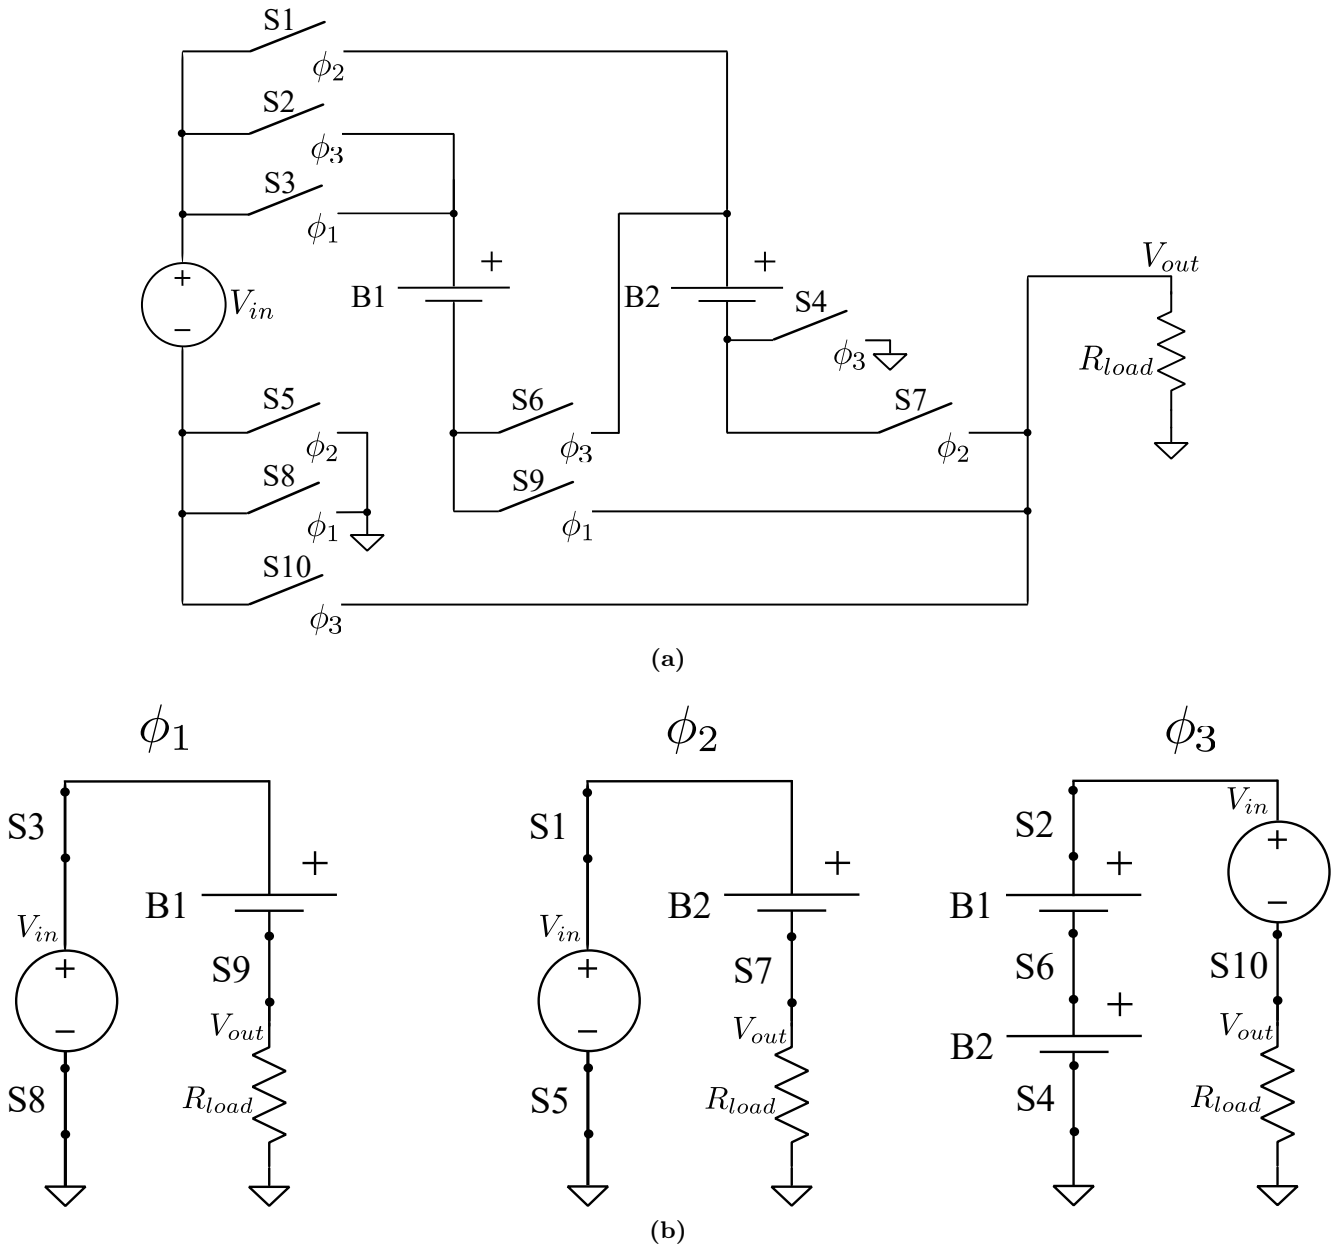 S1
ϕ2
S2
ϕ3
S3
ϕ1
+
−
Vin
B1
+
B2
+
S4
ϕ3
Vout
Rload
S5
ϕ2
S6
ϕ3
S7
ϕ2
S8
ϕ1
S9
ϕ1
S10
ϕ3
(a)
ϕ1
S3
Vin
+
−
S8
B1
+
S9
Vout
Rload
ϕ2
S1
Vin
+
−
S5
B2
+
S7
Vout
Rload
ϕ3
S2
B1
+
S6
B2
+
S4
Vin
+
−
S10
Vout
Rload
(b)